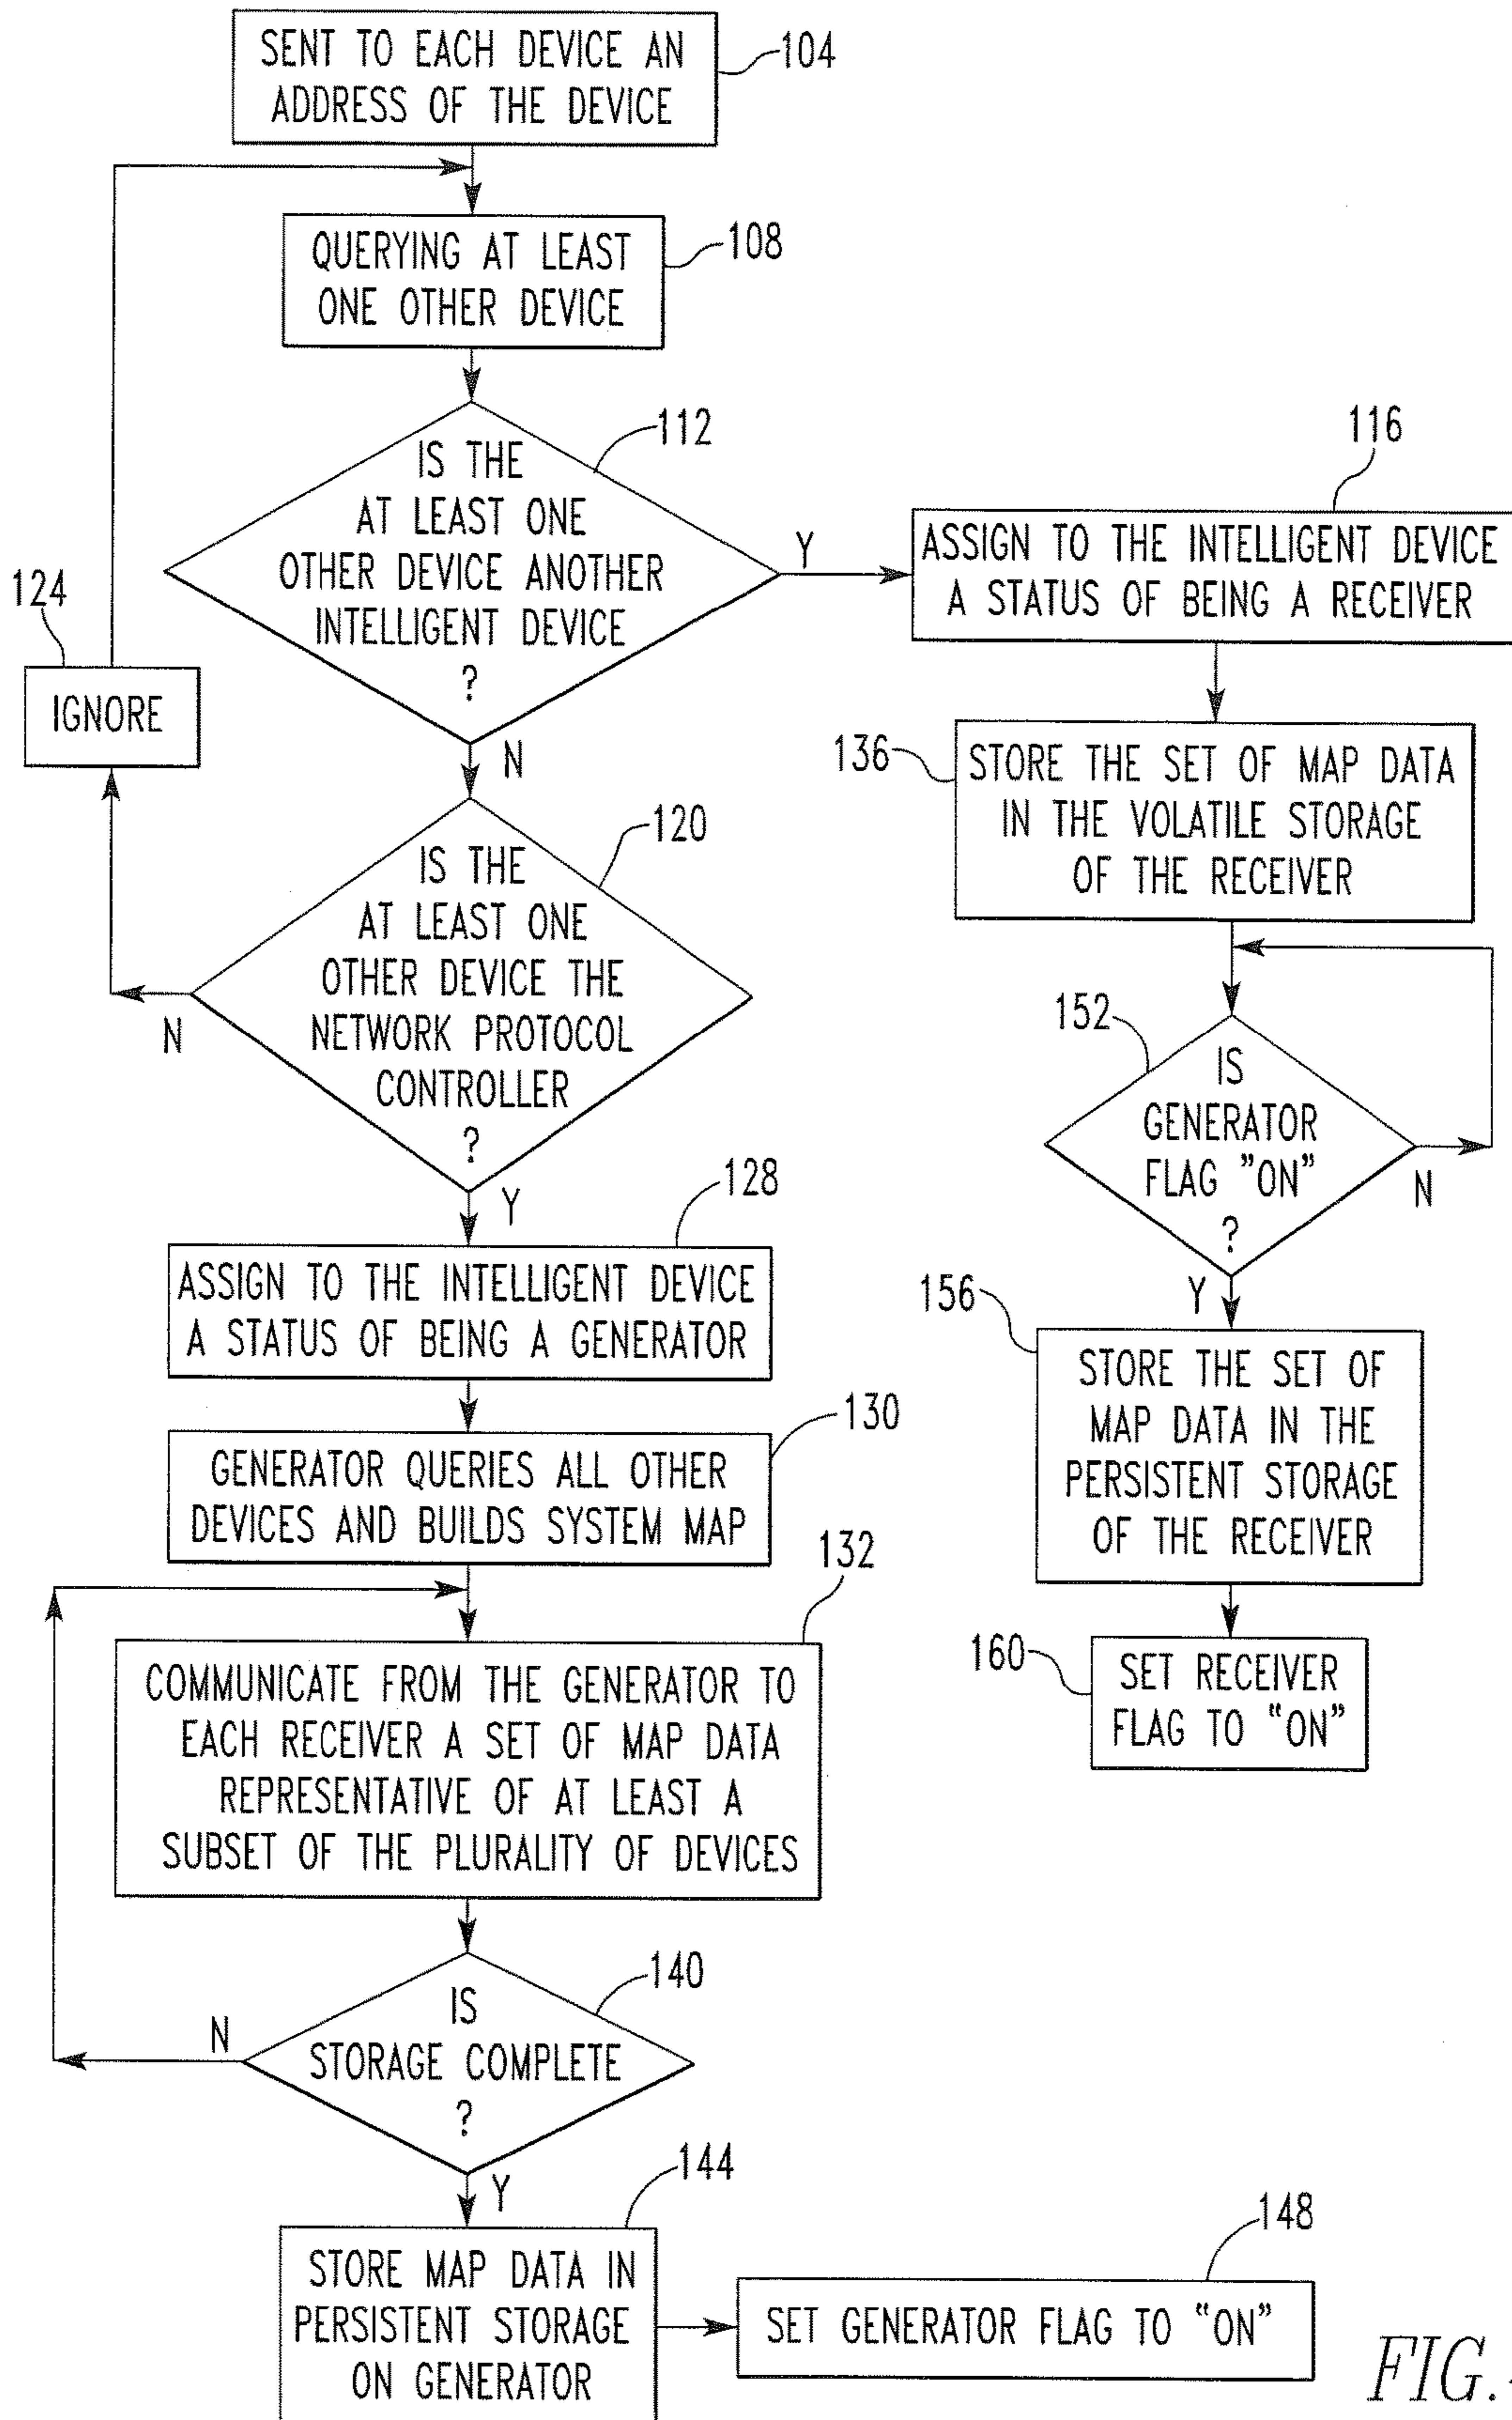 SENT TO EACH DEVICE AN
ADDRESS OF THE DEVICE
104
QUERYING AT LEAST
ONE OTHER DEVICE
108
IS THE
AT LEAST ONE
OTHER DEVICE ANOTHER
INTELLIGENT DEVICE
?
112
Y
N
116
ASSIGN TO THE INTELLIGENT DEVICE
A STATUS OF BEING A RECEIVER
124
IGNORE
136
STORE THE SET OF MAP DATA
IN THE VOLATILE STORAGE
OF THE RECEIVER
120
IS THE
AT LEAST ONE
OTHER DEVICE THE
NETWORK PROTOCOL
CONTROLLER
?
N
Y
152
IS
GENERATOR
FLAG ”ON”
?
N
Y
128
ASSIGN TO THE INTELLIGENT DEVICE
A STATUS OF BEING A GENERATOR
156
STORE THE SET OF
MAP DATA IN THE
PERSISTENT STORAGE
OF THE RECEIVER
130
GENERATOR QUERIES ALL OTHER
DEVICES AND BUILDS SYSTEM MAP
160
SET RECEIVER
FLAG TO “ON”
132
COMMUNICATE FROM THE GENERATOR TO
EACH RECEIVER A SET OF MAP DATA
REPRESENTATIVE OF AT LEAST A
SUBSET OF THE PLURALITY OF DEVICES
140
IS
STORAGE COMPLETE
?
N
Y
144
STORE MAP DATA IN
PERSISTENT STORAGE
ON GENERATOR
148
SET GENERATOR FLAG TO “ON”
FIG.